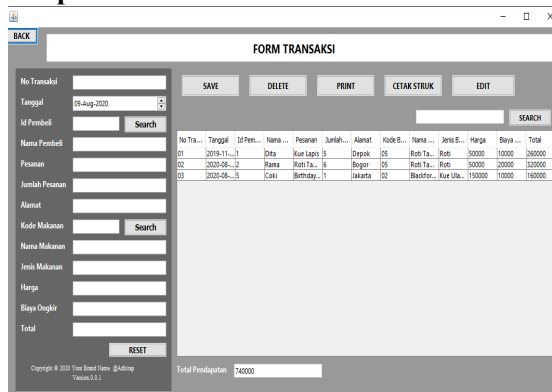 BACK
FORM TRANSAKSI
No Transaksi
Tanggal 09-Aug-2020
Id Pembeli Search
Nama Pembeli
Pesanan
Jumlah Pesanan
Alamat
Kode Makanan Search
Nama Makanan
Jenis Makanan
Harga
Biaya Ongkir
Total
RESET
Copyright © 2020 Your Brand Name. @Adhitap
Version.0.0.1
SAVE DELETE PRINT CETAK STRUK EDIT
SEARCH
No Tra... Tanggal Id Pem... Nama ... Pesanan Jumlah... Alamat Kode B... Nama ... Jenis B... Harga Biaya ... Total
01 2019-11-... 1 Dita Kue Lapis 5 Depok 05 Roti Ta... Roti 50000 10000 260000
02 2020-08-... 2 Rama Roti Ta... 6 Bogor 05 Roti Ta... Roti 50000 20000 320000
03 2020-08-... 5 Coki Birthday... 1 Jakarta 02 Blackfor... Kue Ula... 150000 10000 160000
Total Pendapatan 740000